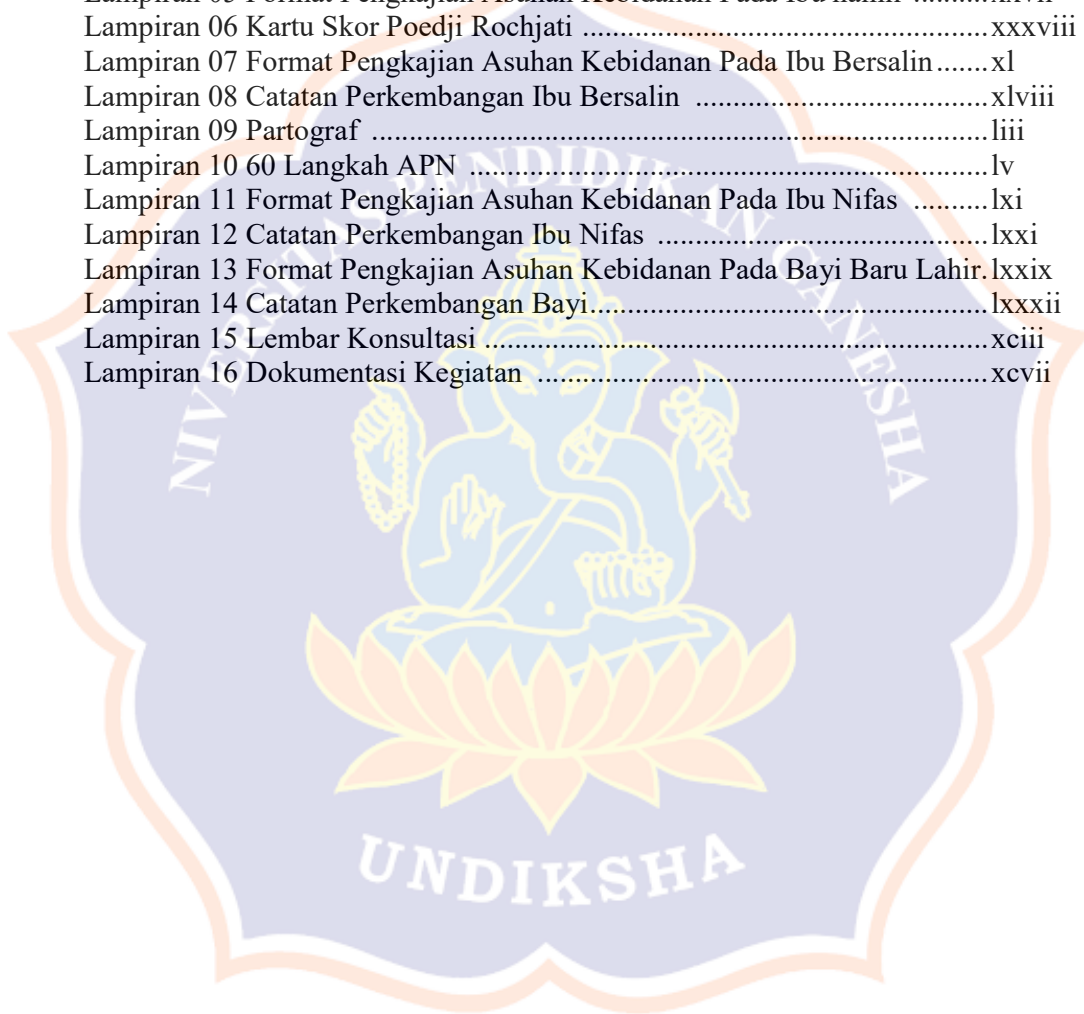 Lampiran 06 Kartu Skor Poedji Rochjati ......................................................xxxviii
Lampiran 07 Format Pengkajian Asuhan Kebidanan Pada Ibu Bersalin.......xl
Lampiran 08 Catatan Perkembangan Ibu Bersalin .......................................xlviii
Lampiran 09 Partograf ..................................................................................liii
Lampiran 10 60 Langkah APN .....................................................................lv
Lampiran 11 Format Pengkajian Asuhan Kebidanan Pada Ibu Nifas ..........lxi
Lampiran 12 Catatan Perkembangan Ibu Nifas ............................................lxxi
Lampiran 13 Format Pengkajian Asuhan Kebidanan Pada Bayi Baru Lahir.lxxix
Lampiran 14 Catatan Perkembangan Bayi.....................................................lxxxii
Lampiran 15 Lembar Konsultasi ...................................................................xciii
Lampiran 16 Dokumentasi Kegiatan ............................................................xcvii
NIVERSITAS PENDIDIKAN GANESHA
UNDIKSHA